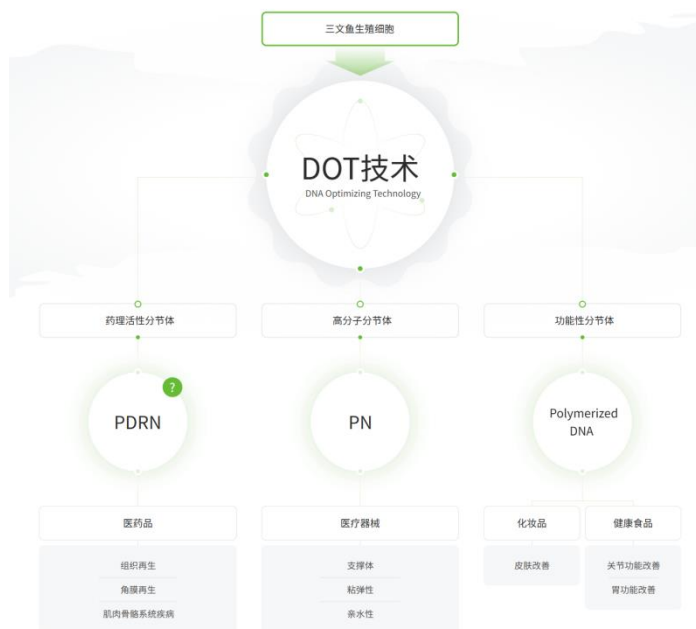 三文鱼生殖细胞
DOT技术
DNA Optimizing Technology
药理活性分节体
高分子分节体
功能性分节体
?
PDRN
PN
Polymerized
DNA
医药品
医疗器械
化妆品
健康食品
组织再生
支撑体
皮肤改善
关节功能改善
角膜再生
粘弹性
胃功能改善
肌肉骨骼系统疾病
亲水性